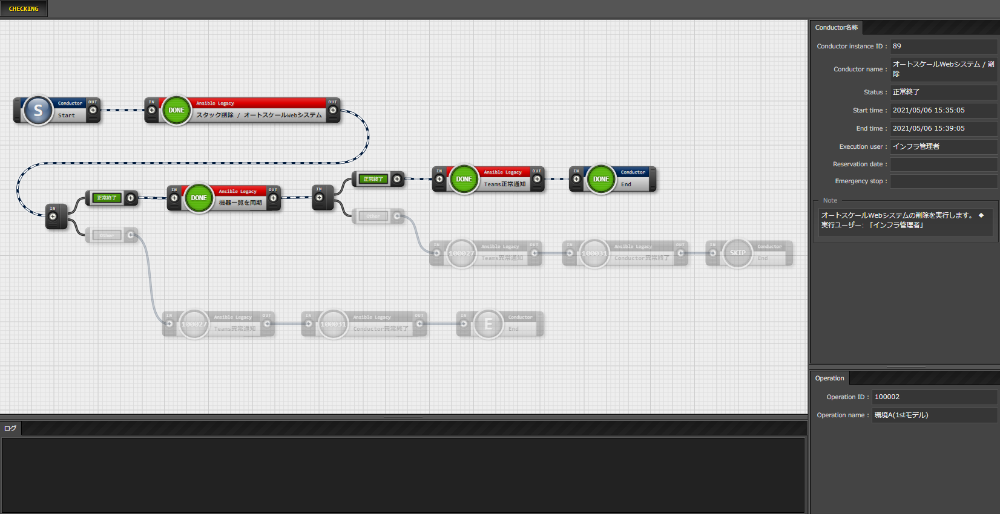 CHECKING
Conductor
Start
OUT
S
IN
Ansible Legacy
スタック削除 / オートスケールWebシステム
OUT
DONE
IN
正常終了
Other
IN
Ansible Legacy
機器一覧を同期
OUT
DONE
IN
正常終了
Other
IN
Ansible Legacy
Teams正常通知
OUT
DONE
IN
Conductor
End
DONE
IN
Ansible Legacy
Teams異常通知
OUT
100027
IN
Ansible Legacy
Conductor異常終了
OUT
100031
IN
Conductor
End
SKIP
IN
Ansible Legacy
Teams異常通知
OUT
100027
IN
Ansible Legacy
Conductor異常終了
OUT
100031
IN
Conductor
End
E
ログ
Conductor名称
Conductor instance ID : 89
Conductor name : オートスケールWebシステム / 削
除
Status : 正常終了
Start time : 2021/05/06 15:35:05
End time : 2021/05/06 15:39:05
Execution user : インフラ管理者
Reservation date :
Emergency stop :
Note
オートスケールWebシステムの削除を実行します。 ◆
実行ユーザー: 「インフラ管理者」
Operation
Operation ID : 100002
Operation name : 環境A(1stモデル)